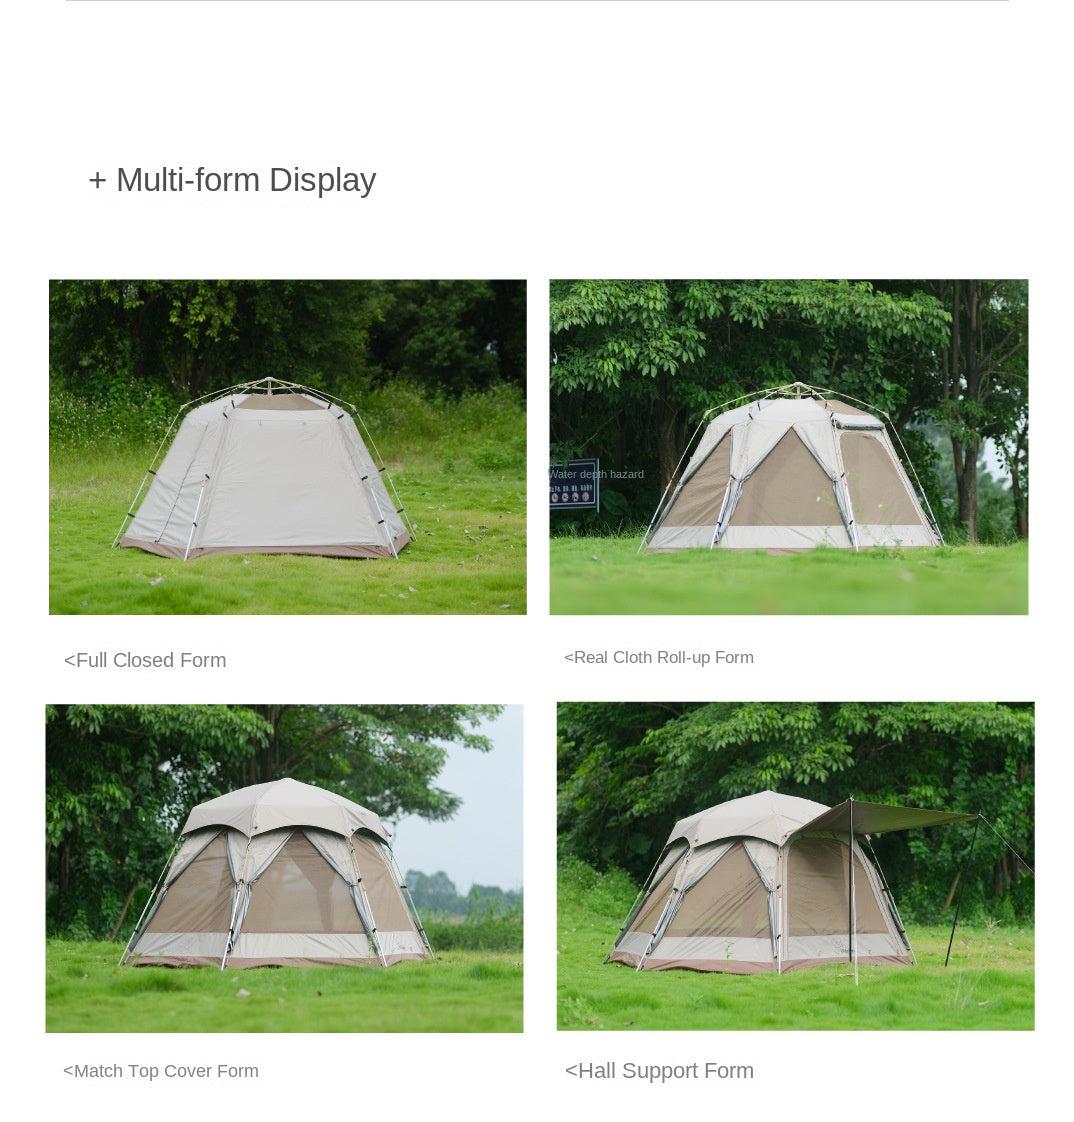 + Multi-form Display
Water depth hazard
<Full Closed Form
<Real Cloth Roll-up Form
<Match Top Cover Form
<Hall Support Form